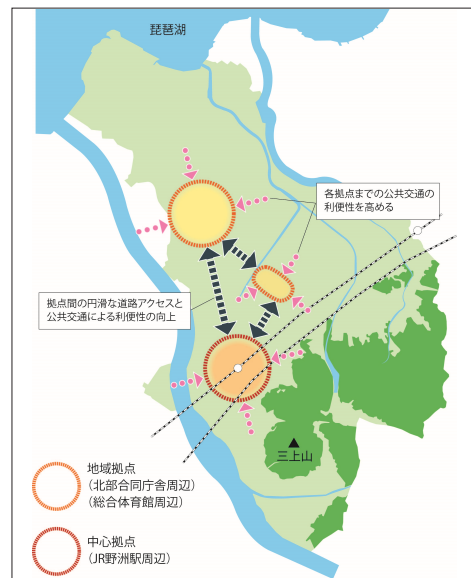 琵琶湖
各拠点までの公共交通の
利便性を高める
拠点間の円滑な道路アクセスと
公共交通による利便性の向上
三上山
地域拠点
（北部合同庁舎周辺）
（総合体育館周辺）
中心拠点
（JR野洲駅周辺）